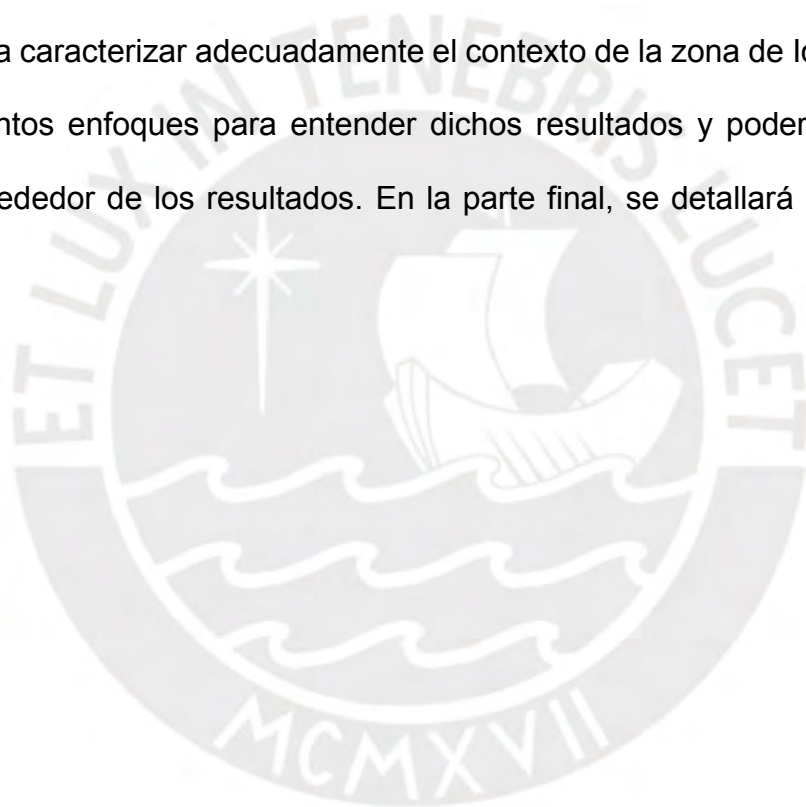 a caracterizar adecuadamente el contexto de la zona de lo
ntos enfoques para entender dichos resultados y poder
ededor de los resultados. En la parte final, se detallará
ET LUX IN TENEBRIS LUCET
MCMXVII